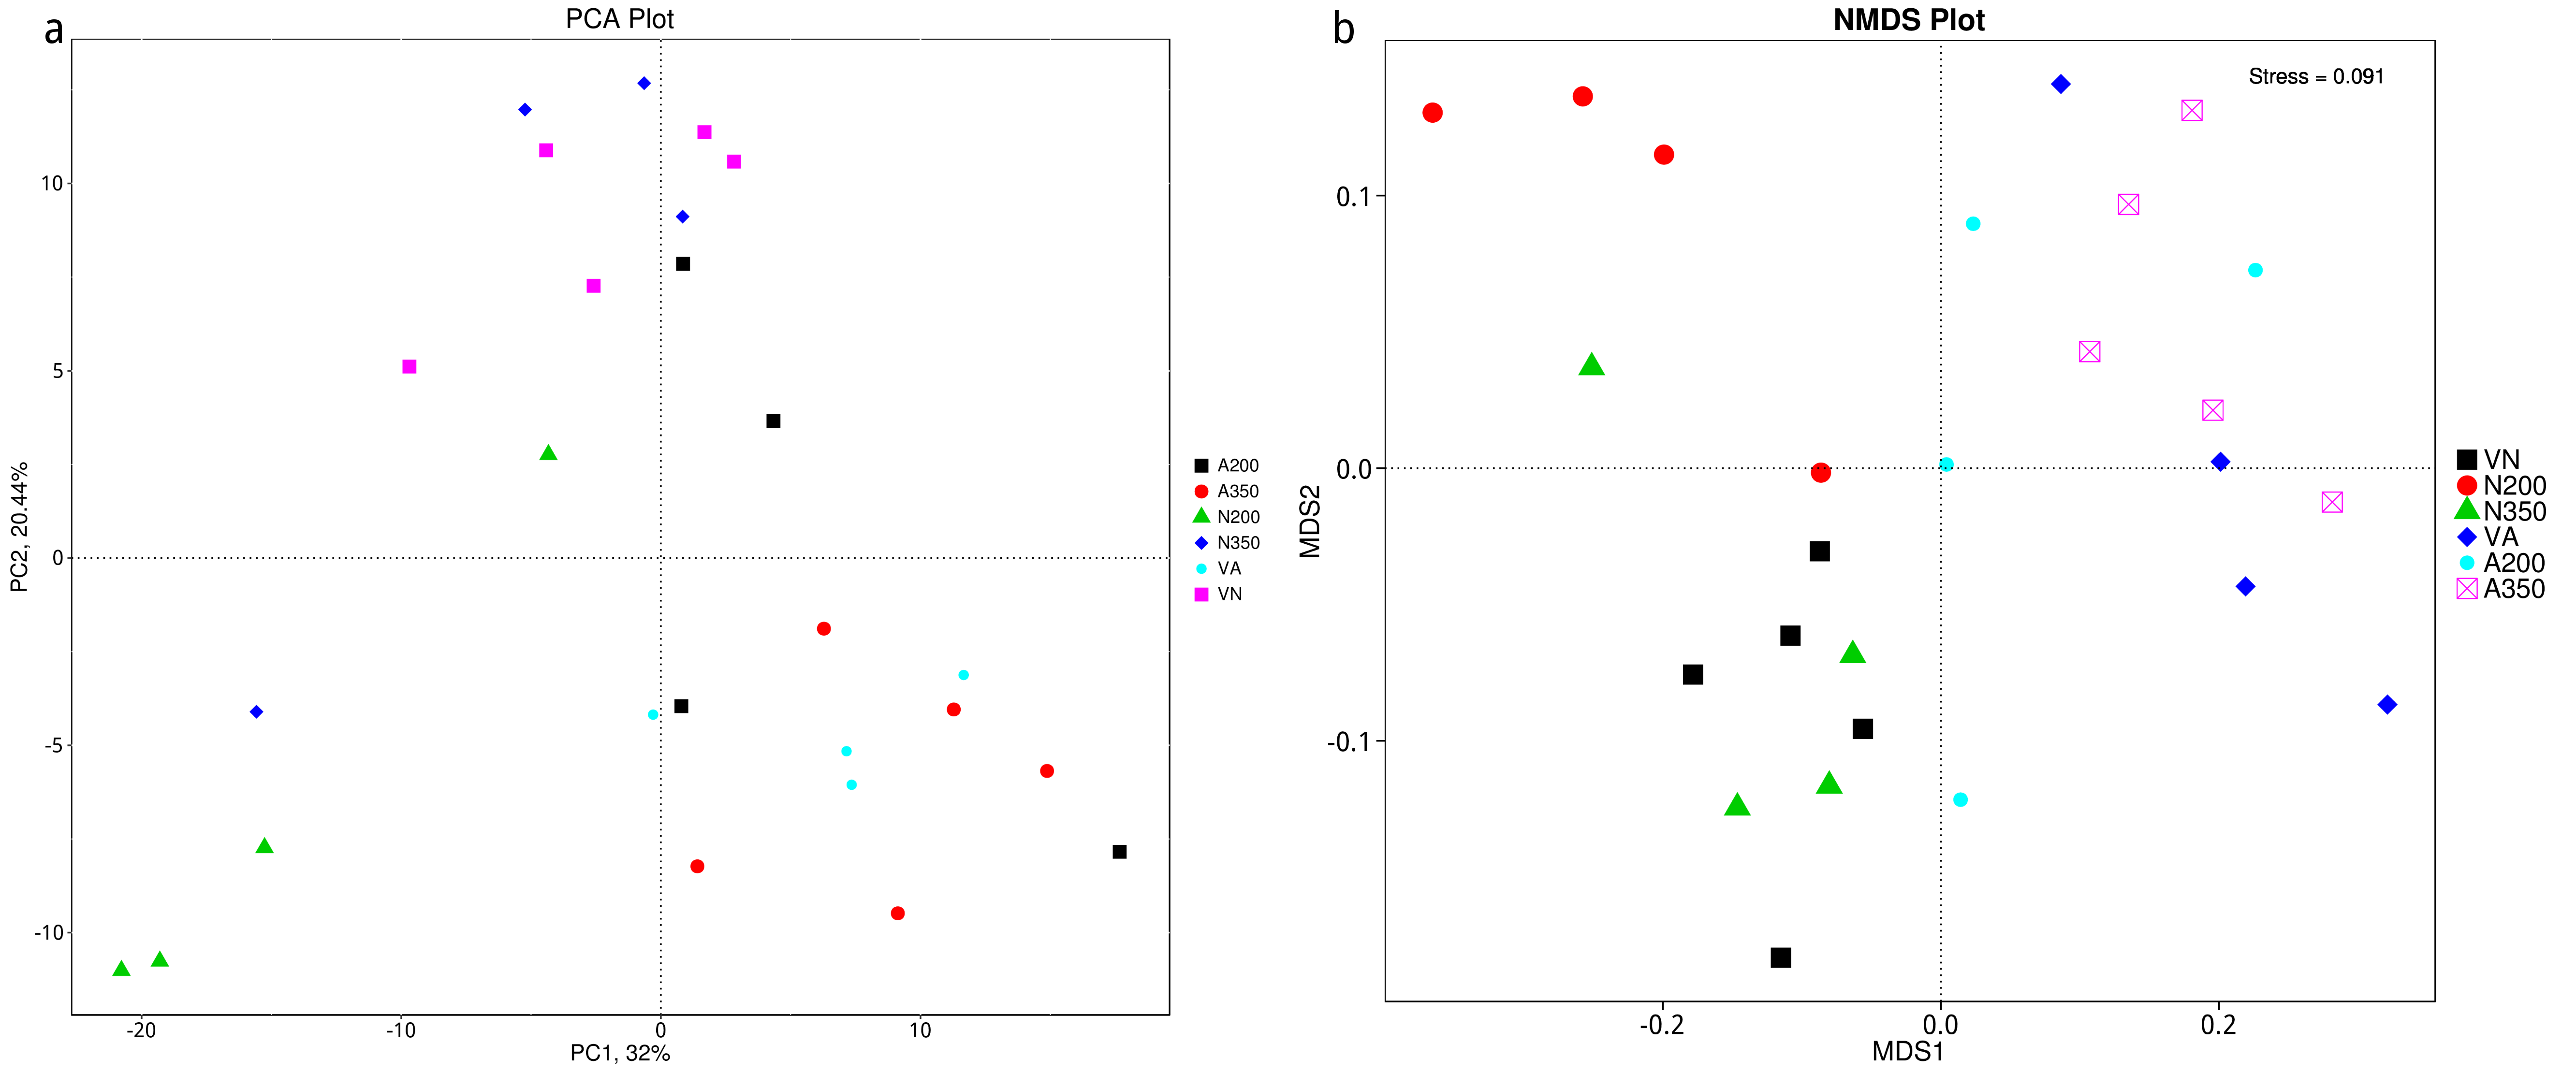 a
PCA Plot
10
5
0
-5
-10
PC2, 20.44%
-20
-10
0
10
PC1, 32%
A200
A350
N200
N350
VA
VN
b
NMDS Plot
Stress = 0.091
0.1
0.0
-0.1
MDS2
-0.2
0.0
0.2
MDS1
VN
N200
N350
VA
A200
A350